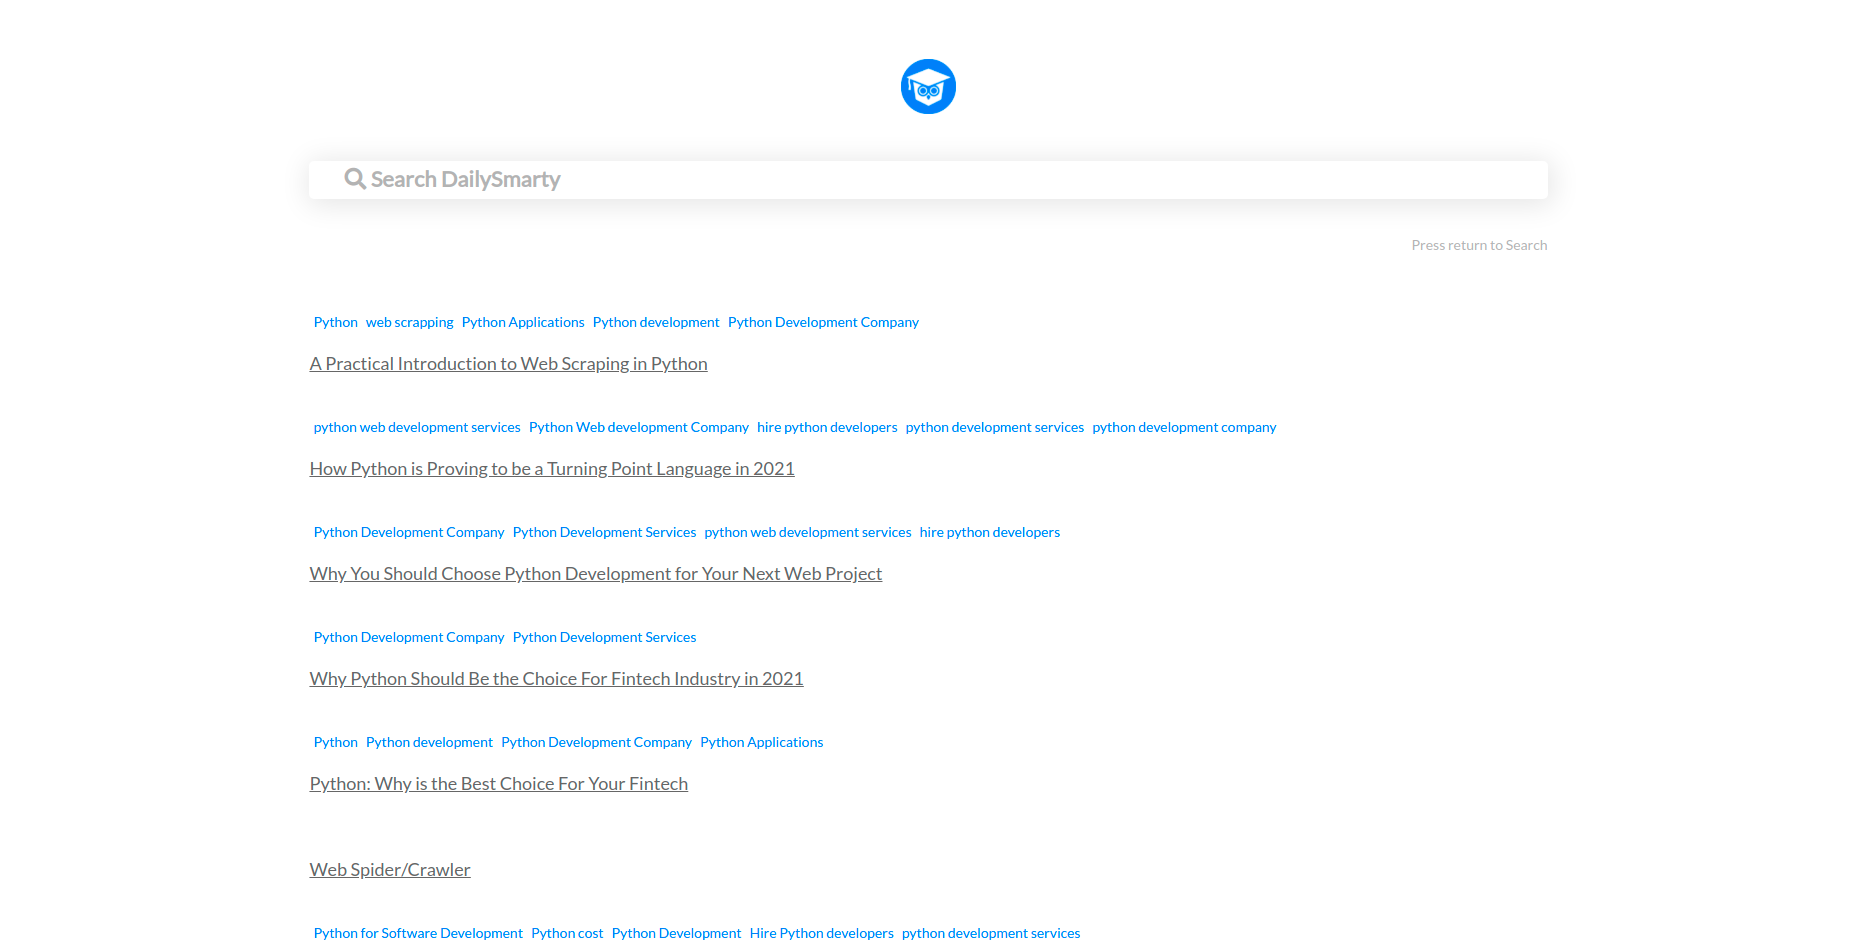 Search DailySmarty
Press return to Search
Python web scrapping Python Applications Python development Python Development Company
A Practical Introduction to Web Scraping in Python
python web development services Python Web development Company hire python developers python development services python development company
How Python is Proving to be a Turning Point Language in 2021
Python Development Company Python Development Services python web development services hire python developers
Why You Should Choose Python Development for Your Next Web Project
Python Development Company Python Development Services
Why Python Should Be the Choice For Fintech Industry in 2021
Python Python development Python Development Company Python Applications
Python: Why is the Best Choice For Your Fintech
Web Spider/Crawler
Python for Software Development Python cost Python Development Hire Python developers python development services